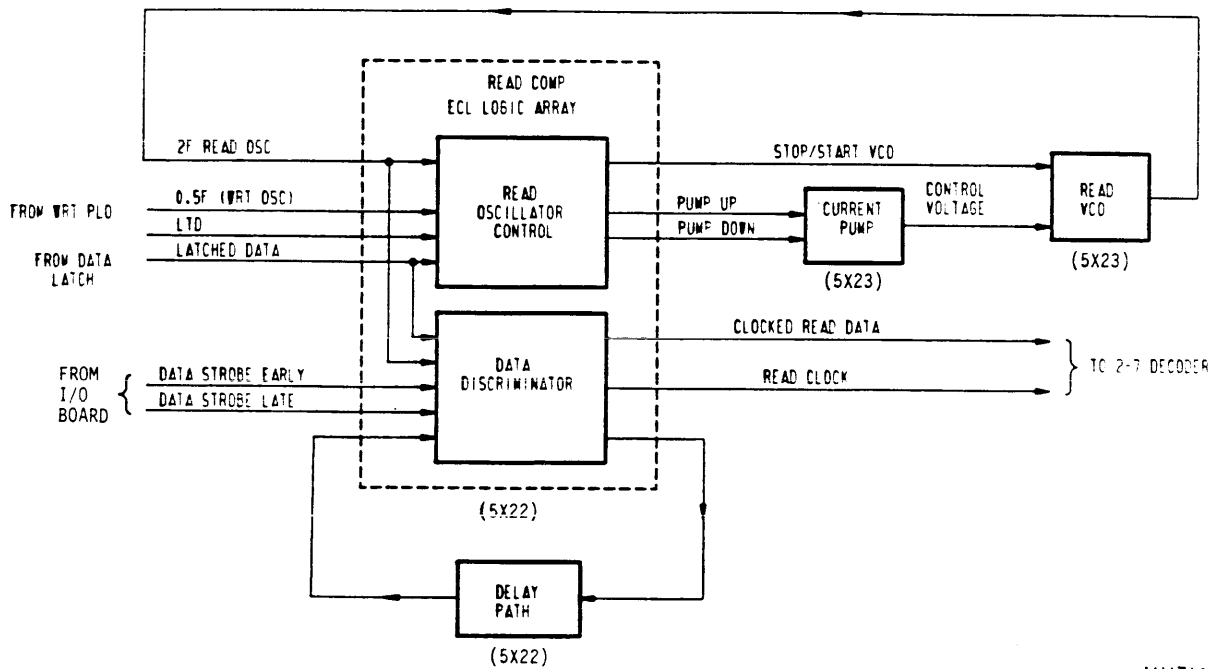 READ COMP
ECL LOGIC ARRAY
2F READ OSC
STOP/START VCO
READ
OSCILLATOR
CONTROL
READ
VCO
FROM WRT PLO
0.5F (WRT OSC)
PUMP UP
CURRENT
PUMP
CONTROL
VOLTAGE
LTD
PUMP DOWN
FROM DATA
LATCH
LATCHED DATA
(5X23)
(5X23)
CLOCKED READ DATA
DATA
DISCRIMINATOR
TO 2-7 DECODER
FROM
I/O
BOARD
DATA STROBE EARLY
READ CLOCK
DATA STROBE LATE
(5X22)
DELAY
PATH
(5X22)